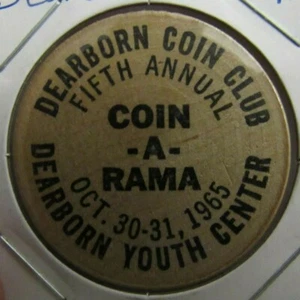 DEARBORN COIN CLUB
FIFTH ANNUAL
COIN
-A-
RAMA
OCT. 30-31, 1965
DEARBORN YOUTH CENTER